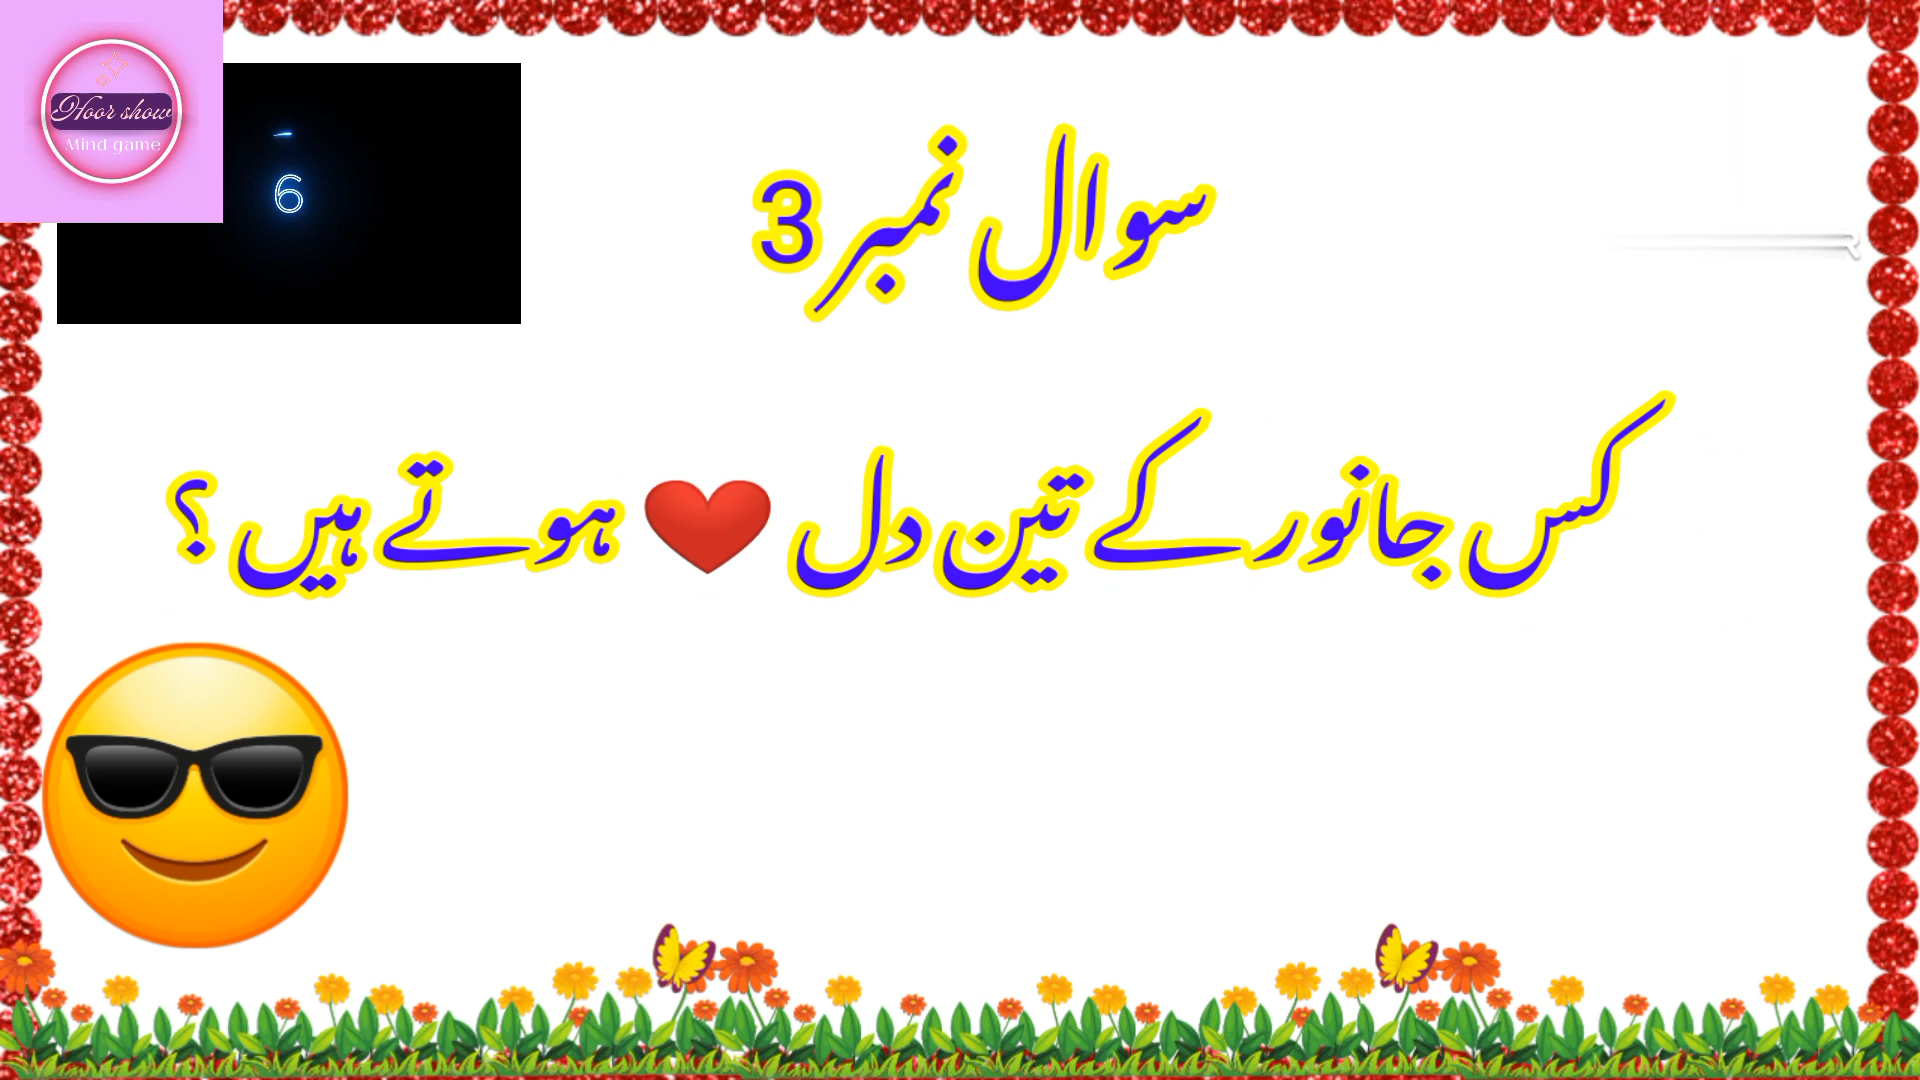 Hoor show
Mind game
6
سوال نمبر 3
کس جانور کے تین دل ❤️ ہوتے ہیں ؟
R